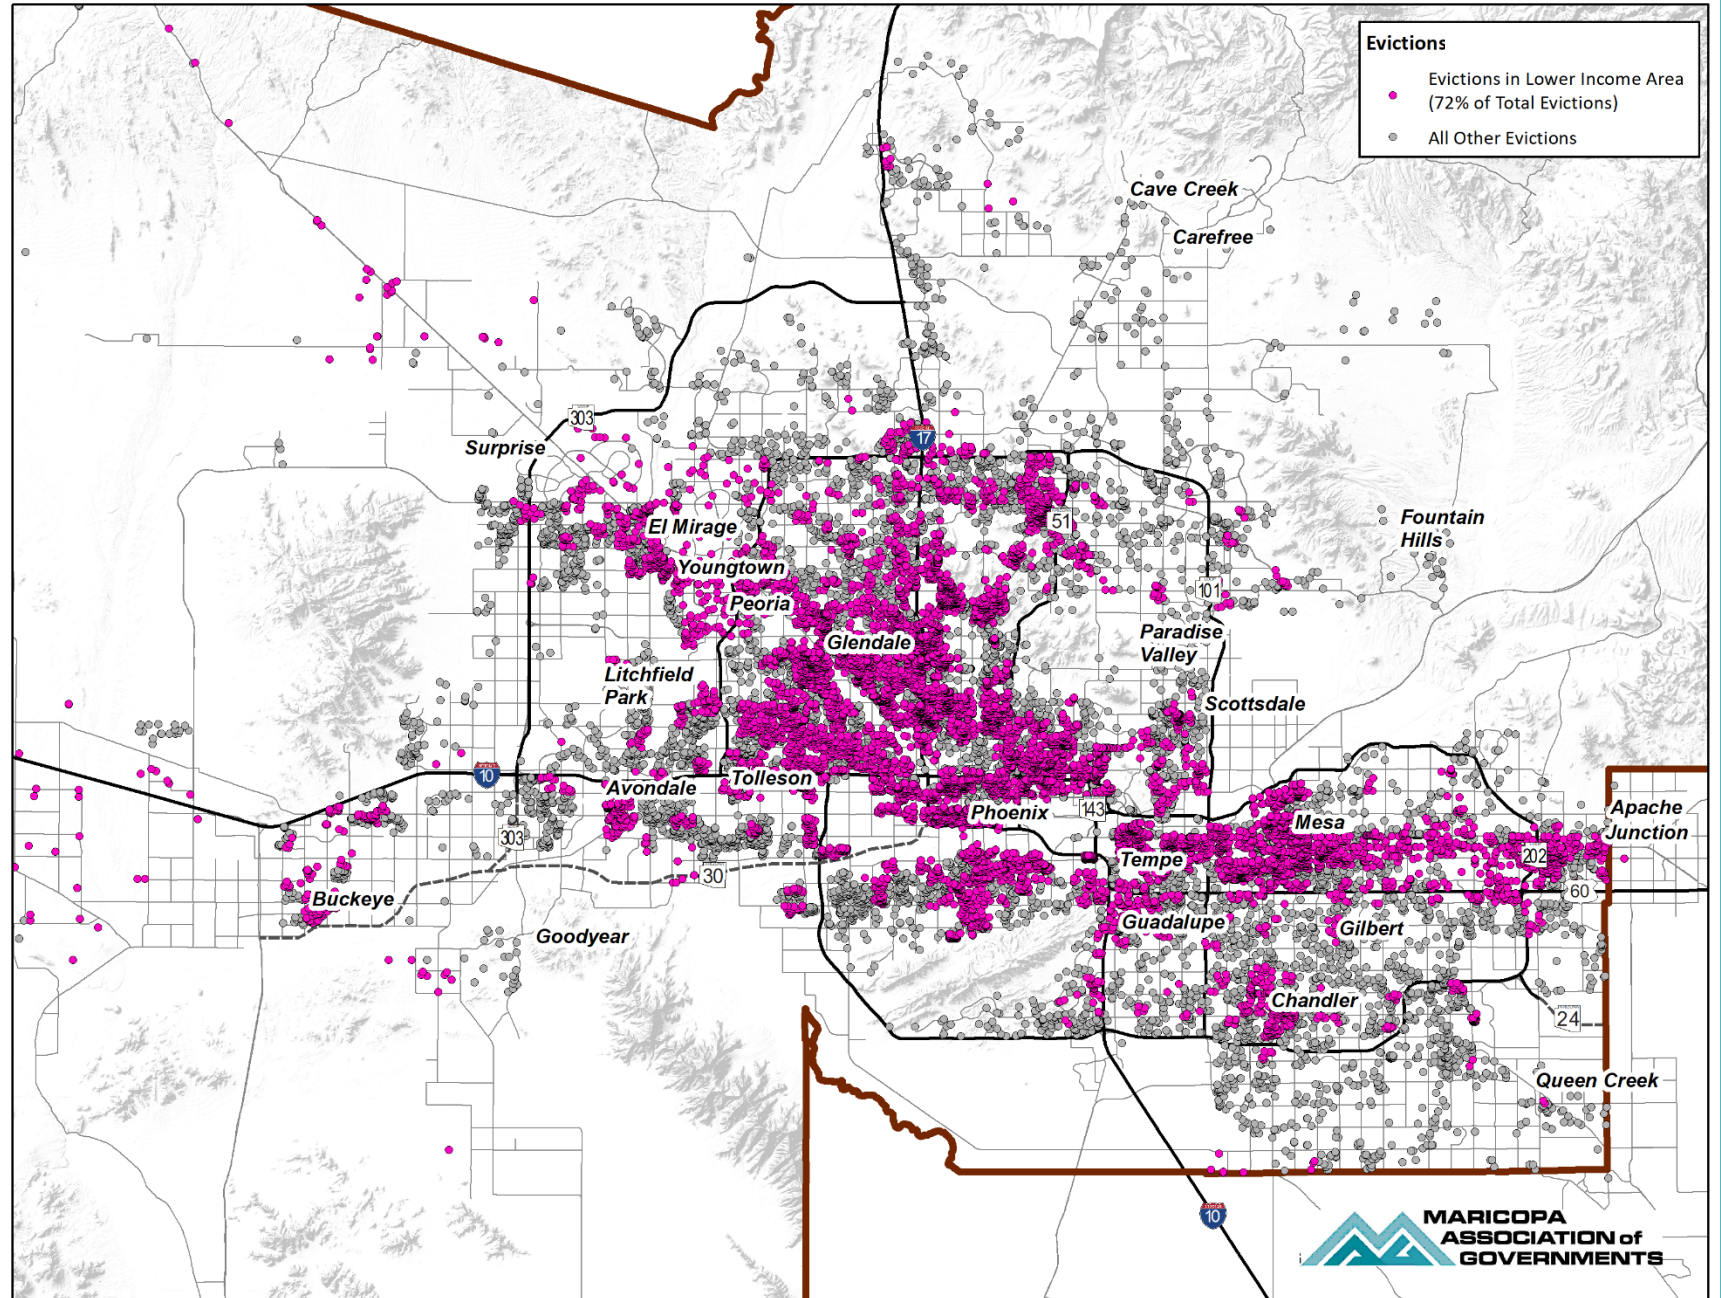 Evictions
Evictions in Lower Income Area
(72% of Total Evictions)
All Other Evictions
Cave Creek
Carefree
303
17
Surprise
51
Fountain
Hills
El Mirage
Youngtown
101
Peoria
Paradise
Valley
Glendale
Litchfield
Park
Scottsdale
10
Tolleson
Avondale
Phoenix
143
Mesa
Apache
Junction
303
Tempe
202
30
60
Buckeye
Guadalupe
Gilbert
Goodyear
Chandler
24
Queen Creek
10
MARICOPA
ASSOCIATION of
GOVERNMENTS